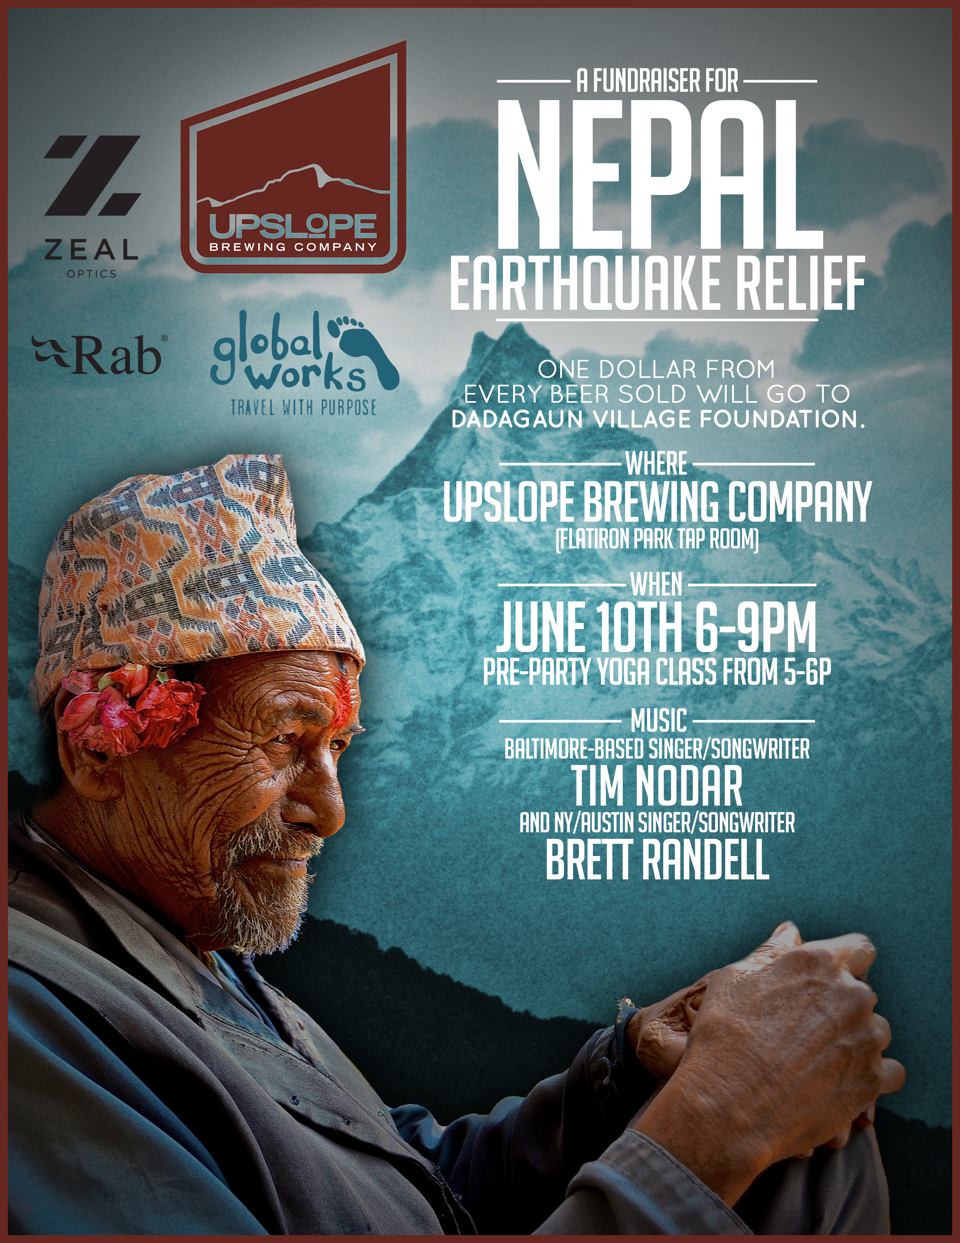 ZEAL
OPTICS
UPSLOPE
BREWING COMPANY
Rab®
global
works
TRAVEL WITH PURPOSE
A FUNDRAISER FOR
NEPAL
EARTHQUAKE RELIEF
ONE DOLLAR FROM
EVERY BEER SOLD WILL GO TO
DADAGAUN VILLAGE FOUNDATION.
WHERE
UPSLOPE BREWING COMPANY
(FLATIRON PARK TAP ROOM)
WHEN
JUNE 10TH 6-9PM
PRE-PARTY YOGA CLASS FROM 5-6P
MUSIC
BALTIMORE-BASED SINGER/SONGWRITER
TIM NODAR
AND NY/AUSTIN SINGER/SONGWRITER
BRETT RANDELL